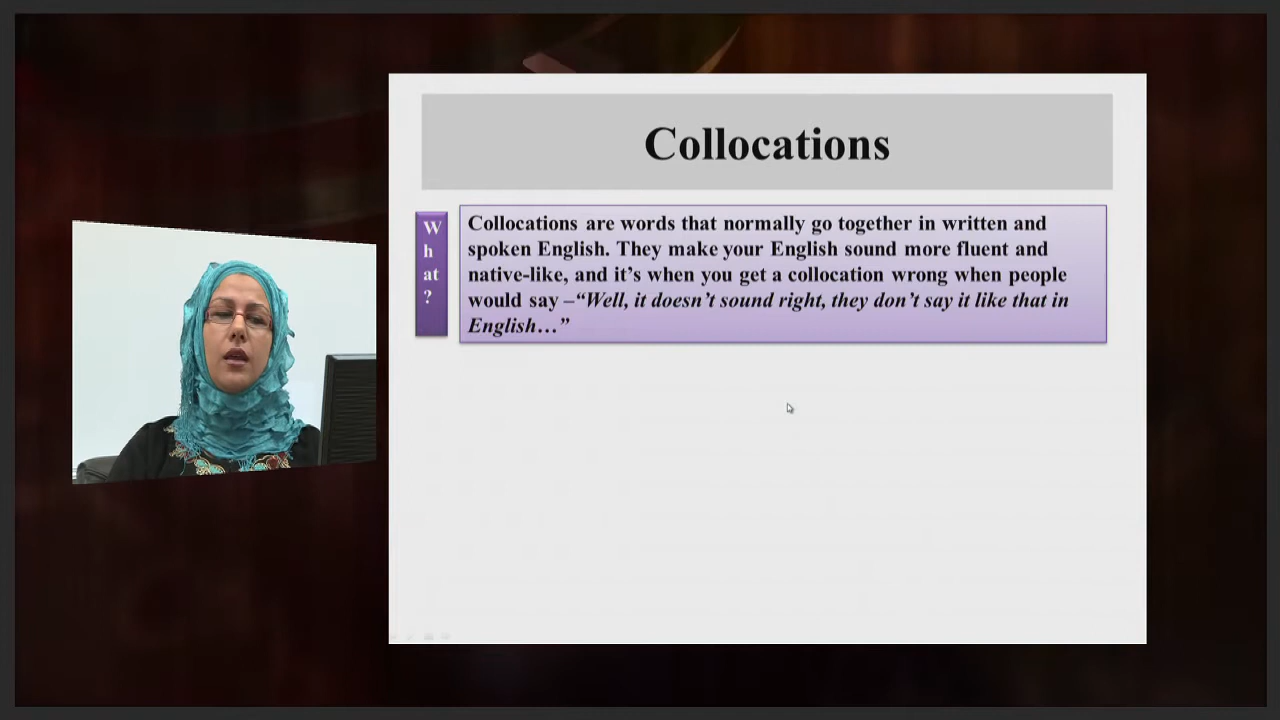 Collocations
What?
Collocations are words that normally go together in written and
spoken English. They make your English sound more fluent and
native-like, and it’s when you get a collocation wrong when people
would say –“Well, it doesn’t sound right, they don’t say it like that in
English…”